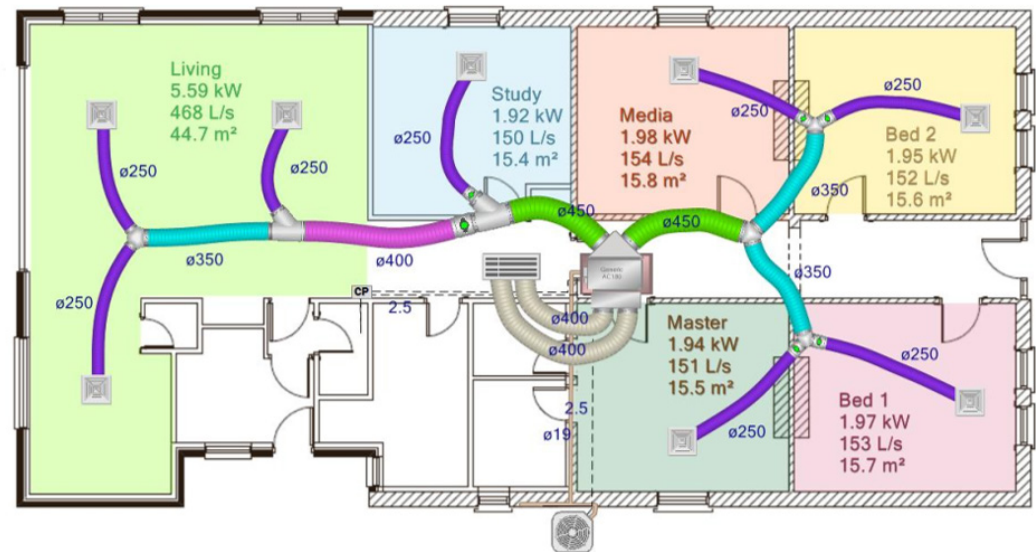 Living
5.59 kW
468 L/s
44.7 m²
Study
1.92 kW
150 L/s
15.4 m²
Media
1.98 kW
154 L/s
15.8 m²
Bed 2
1.95 kW
152 L/s
15.6 m²
ø250
ø250
ø250
ø250
ø250
ø350
ø450
ø450
ø350
ø400
ø350
ø250
CP
2.5
Generic
AC 180
ø400
ø400
Master
1.94 kW
151 L/s
15.5 m²
Bed 1
1.97 kW
153 L/s
15.7 m²
ø250
ø250
2.5
ø19